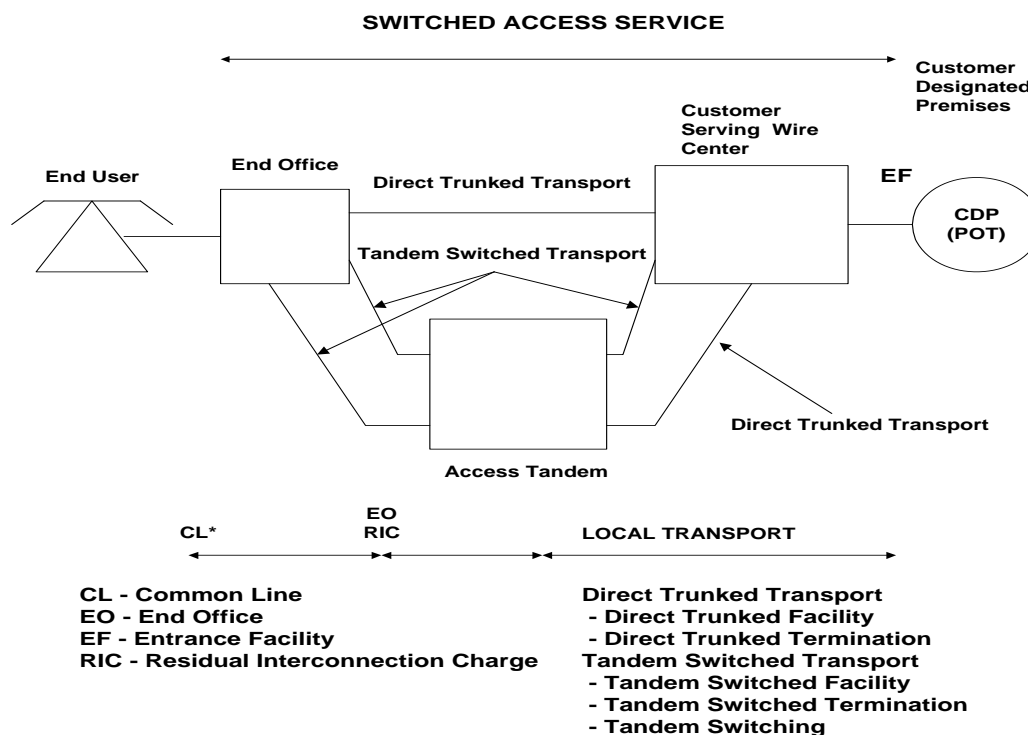 SWITCHED ACCESS SERVICE
Customer
Designated
Premises
Customer
Serving Wire
Center
End Office
End User
Direct Trunked Transport
EF
CDP
(POT)
Tandem Switched Transport
Direct Trunked Transport
Access Tandem
EO
CL*
RIC
LOCAL TRANSPORT
CL - Common Line
EO - End Office
EF - Entrance Facility
RIC - Residual Interconnection Charge
Direct Trunked Transport
- Direct Trunked Facility
- Direct Trunked Termination
Tandem Switched Transport
- Tandem Switched Facility
- Tandem Switched Termination
- Tandem Switching